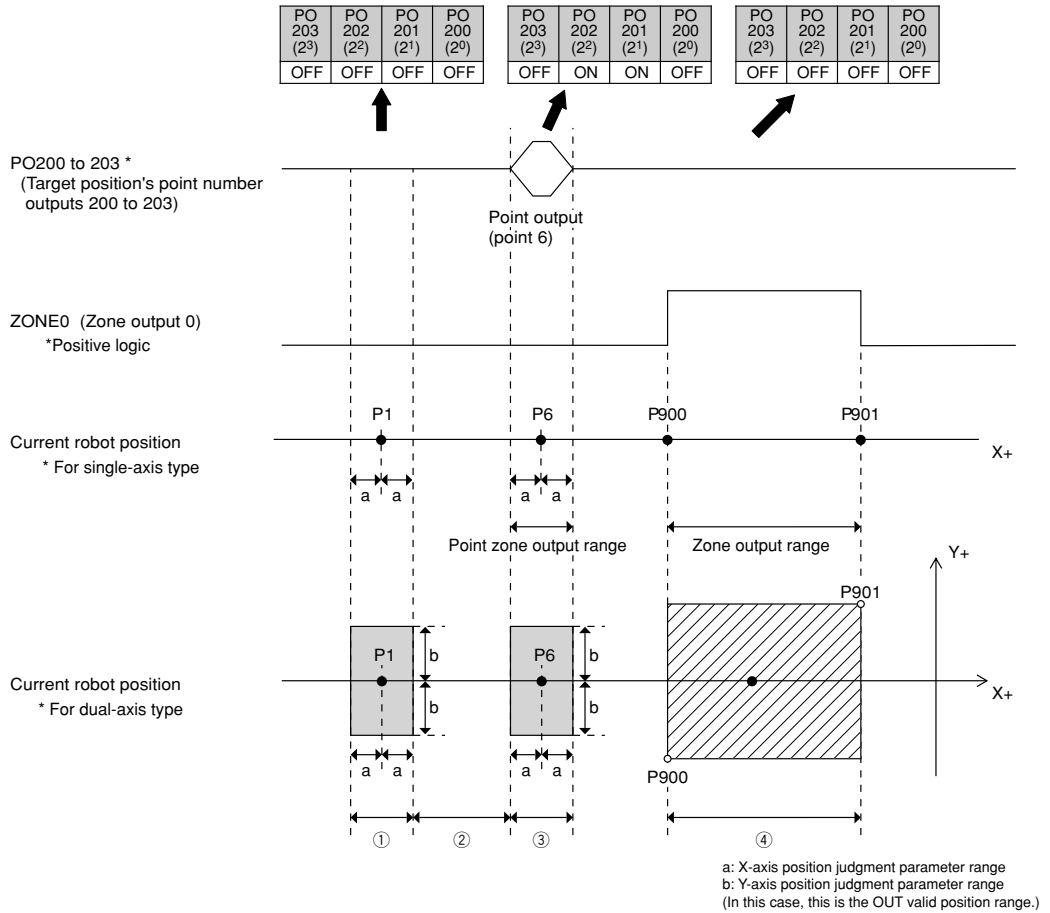 PO 203 (2³) PO 202 (2²) PO 201 (2¹) PO 200 (2⁰)
OFF OFF OFF OFF
PO 203 (2³) PO 202 (2²) PO 201 (2¹) PO 200 (2⁰)
OFF ON ON OFF
PO 203 (2³) PO 202 (2²) PO 201 (2¹) PO 200 (2⁰)
OFF OFF OFF OFF
PO200 to 203 *
(Target position's point number
outputs 200 to 203)
Point output
(point 6)
ZONE0 (Zone output 0)
*Positive logic
P1 P6 P900 P901
Current robot position
* For single-axis type
X+
a a a a
Point zone output range Zone output range
Y+
P901
P1 b P6 b
Current robot position
* For dual-axis type
X+
b b
a a a a
P900
① ② ③ ④
a: X-axis position judgment parameter range
b: Y-axis position judgment parameter range
(In this case, this is the OUT valid position range.)